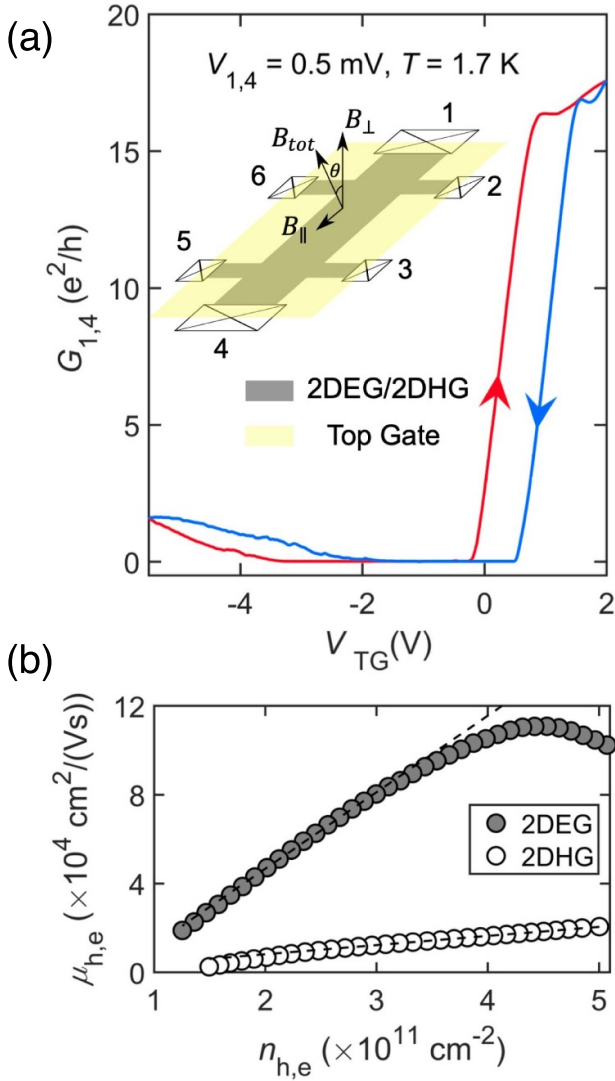 (a)
V1,4 = 0.5 mV, T = 1.7 K
B⊥
1
Btot
θ
6
2
B∥
5
3
4
2DEG/2DHG
Top Gate
G1,4 (e²/h)
15
10
5
0
-4
-2
0
2
V TG(V)
(b)
μh,e (×10⁴ cm²/(Vs))
12
8
4
0
2DEG
2DHG
1
2
3
4
5
nh,e (×10¹¹ cm⁻²)